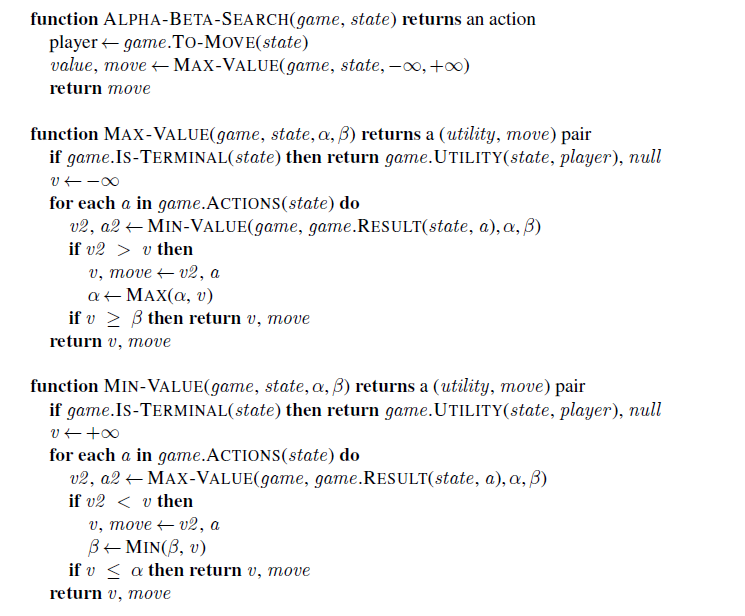 function ALPHA-BETA-SEARCH(game, state) returns an action
player ← game.TO-MOVE(state)
value, move ← MAX-VALUE(game, state, −∞, +∞)
return move
function MAX-VALUE(game, state, α, β) returns a (utility, move) pair
if game.IS-TERMINAL(state) then return game.UTILITY(state, player), null
v ← −∞
for each a in game.ACTIONS(state) do
v2, a2 ← MIN-VALUE(game, game.RESULT(state, a), α, β)
if v2 > v then
v, move ← v2, a
α ← MAX(α, v)
if v ≥ β then return v, move
return v, move
function MIN-VALUE(game, state, α, β) returns a (utility, move) pair
if game.IS-TERMINAL(state) then return game.UTILITY(state, player), null
v ← +∞
for each a in game.ACTIONS(state) do
v2, a2 ← MAX-VALUE(game, game.RESULT(state, a), α, β)
if v2 < v then
v, move ← v2, a
β ← MIN(β, v)
if v ≤ α then return v, move
return v, move